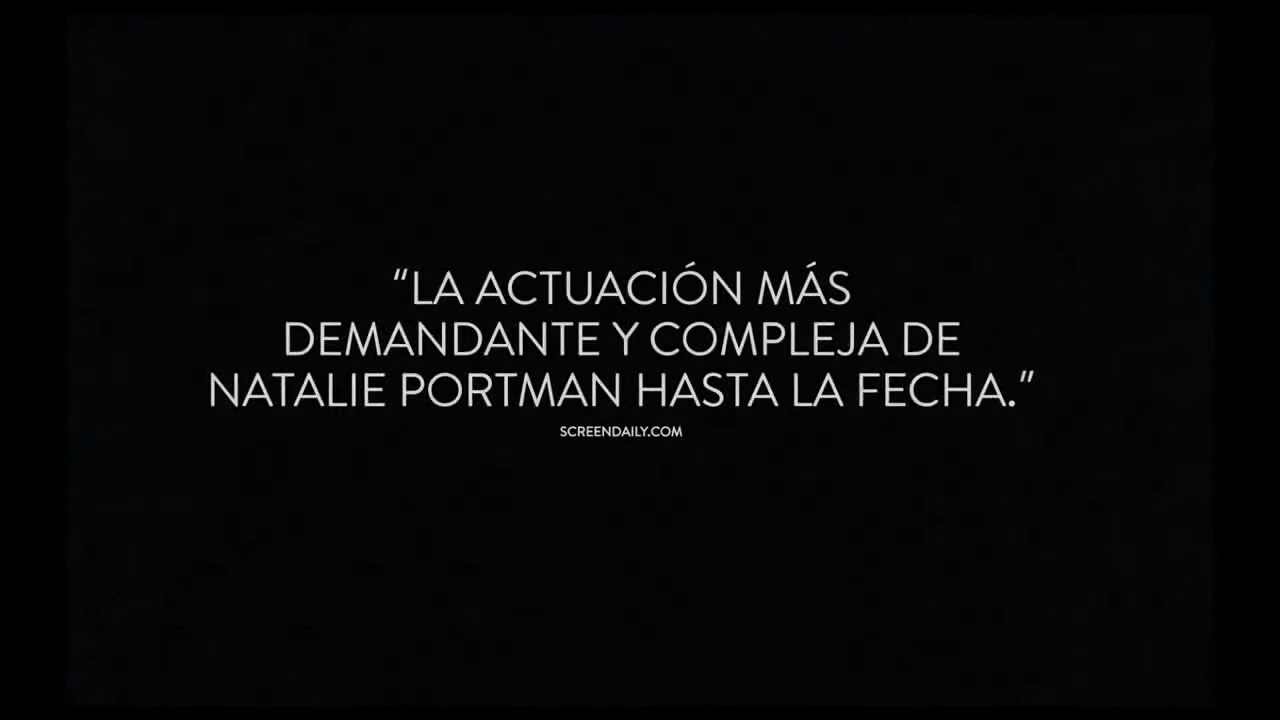 “LA ACTUACIÓN MÁS
DEMANDANTE Y COMPLEJA DE
NATALIE PORTMAN HASTA LA FECHA.”
SCREENDAILY.COM